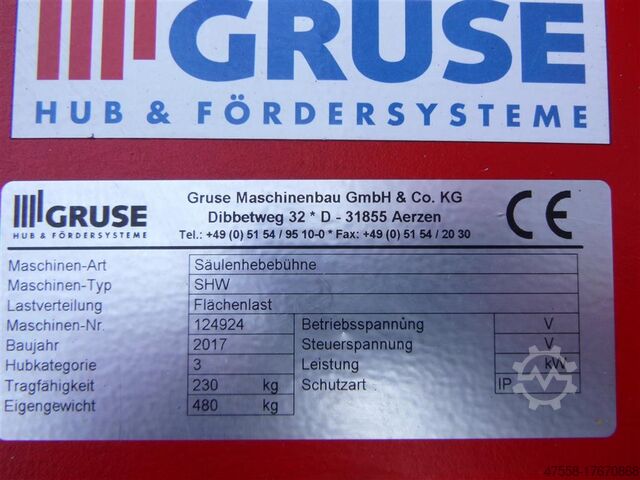 GRUSE
HUB & FÖRDERSYSTEME
GRUSE
HUB & FÖRDERSYSTEME
Gruse Maschinenbau GmbH & Co. KG
Dibbetweg 32 * D - 31855 Aerzen
Tel.: +49 (0) 51 54 / 95 10-0 * Fax: +49 (0) 51 54 / 20 30
CE
Maschinen-Art Säulenhebebühne
Maschinen-Typ SHW
Lastverteilung Flächenlast
Maschinen-Nr. 124924 Betriebsspannung V
Baujahr 2017 Steuerspannung V
Hubkategorie 3 Leistung kW
Tragfähigkeit 230 kg Schutzart IP
Eigengewicht 480 kg
47558-17670868